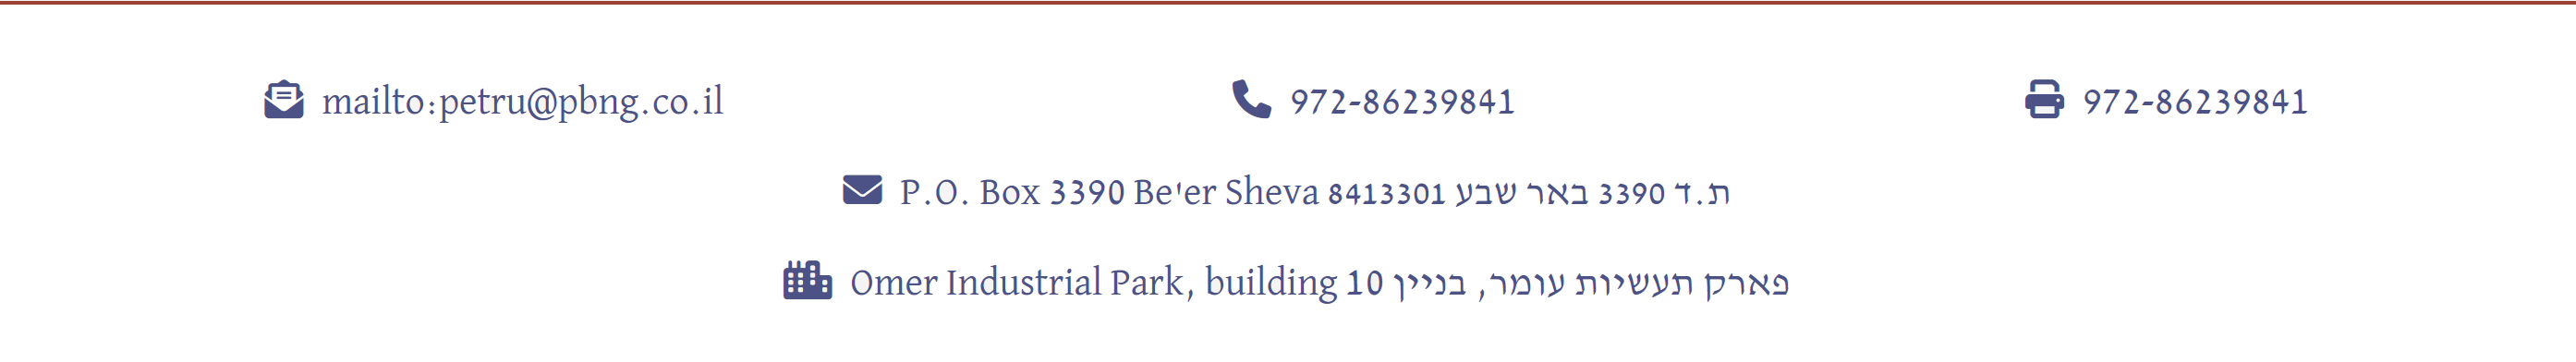 mailto:petru@pbng.co.il 972-86239841 972-86239841
P.O. Box 3390 Be'er Sheva 8413301 ת.ד 3390 באר שבע
Omer Industrial Park, building 10 פארק תעשיות עומר, בניין